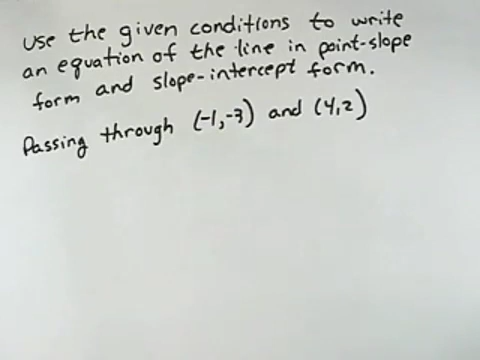 Use the given conditions to write
an equation of the line in point-slope
form and slope-intercept form.
Passing through (-1,-3) and (4,2)